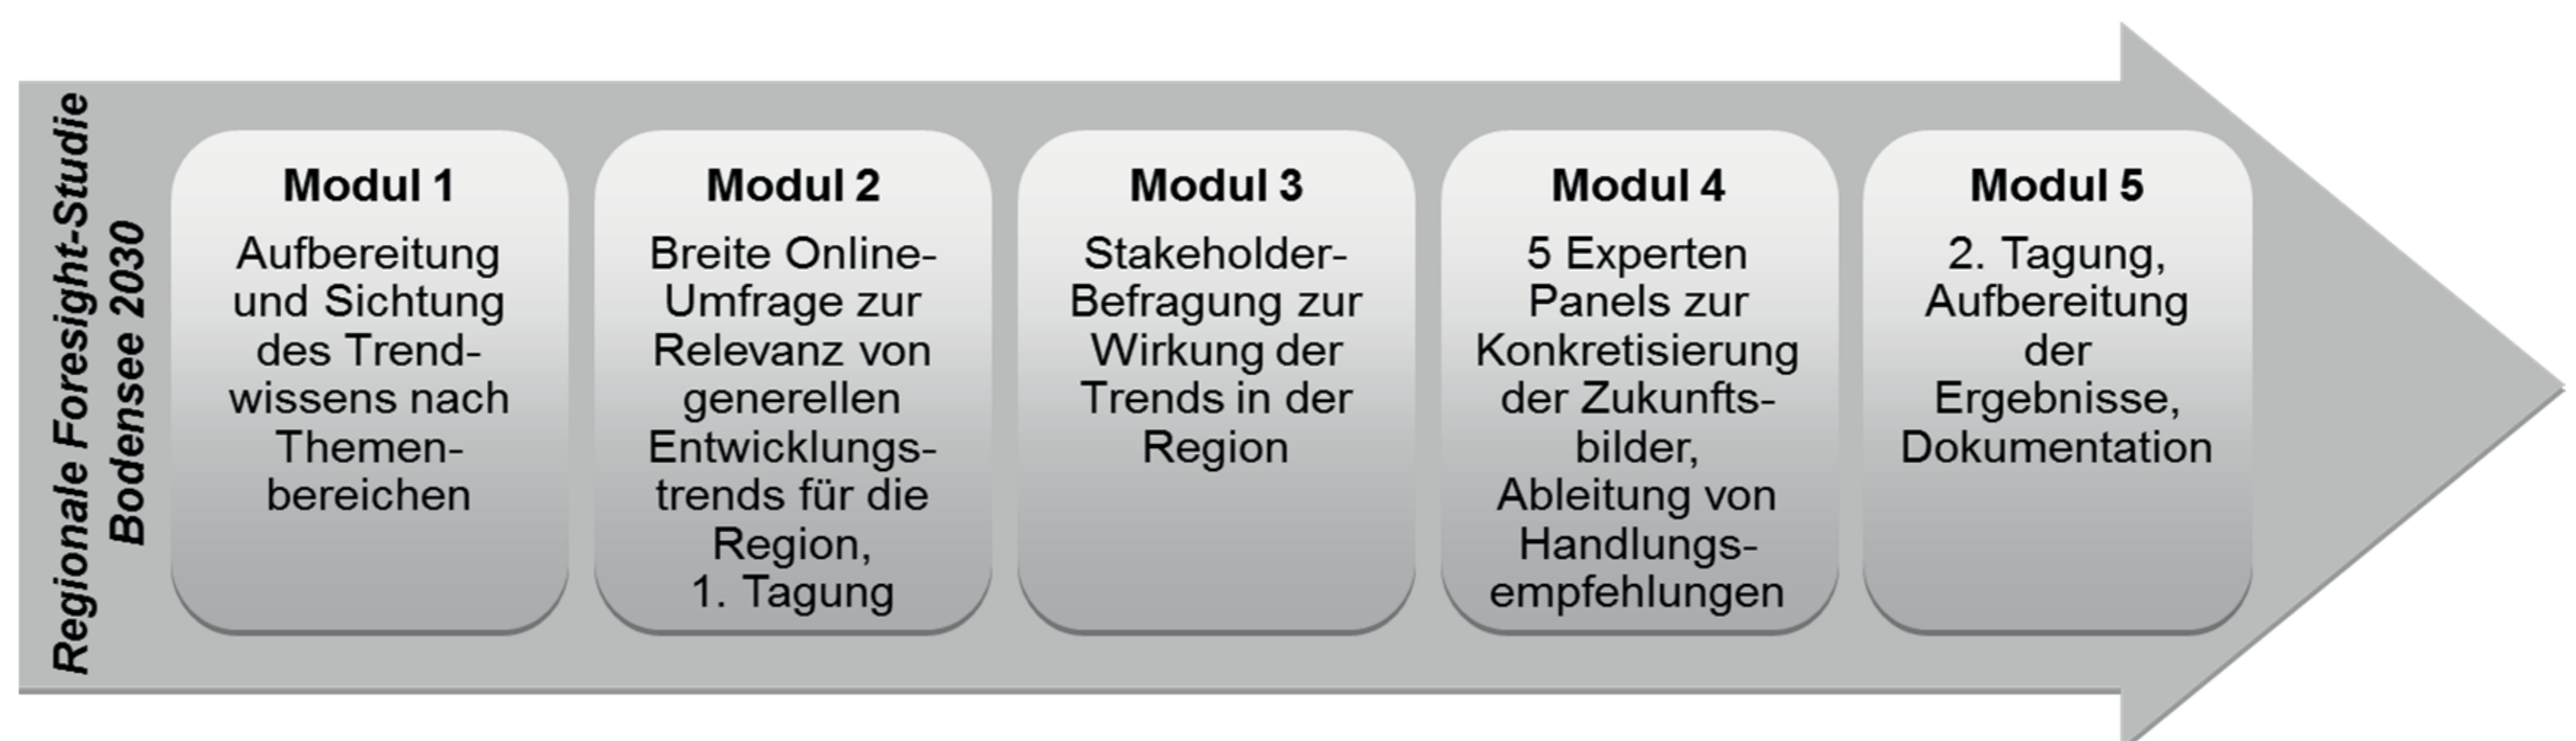 Regionale Foresight-Studie
Bodensee 2030
Modul 1
Aufbereitung
und Sichtung
des Trend-
wissens nach
Themen-
bereichen
Modul 2
Breite Online-
Umfrage zur
Relevanz von
generellen
Entwicklungs-
trends für die
Region,
1. Tagung
Modul 3
Stakeholder-
Befragung zur
Wirkung der
Trends in der
Region
Modul 4
5 Experten
Panels zur
Konkretisierung
der Zukunfts-
bilder,
Ableitung von
Handlungs-
empfehlungen
Modul 5
2. Tagung,
Aufbereitung
der
Ergebnisse,
Dokumentation